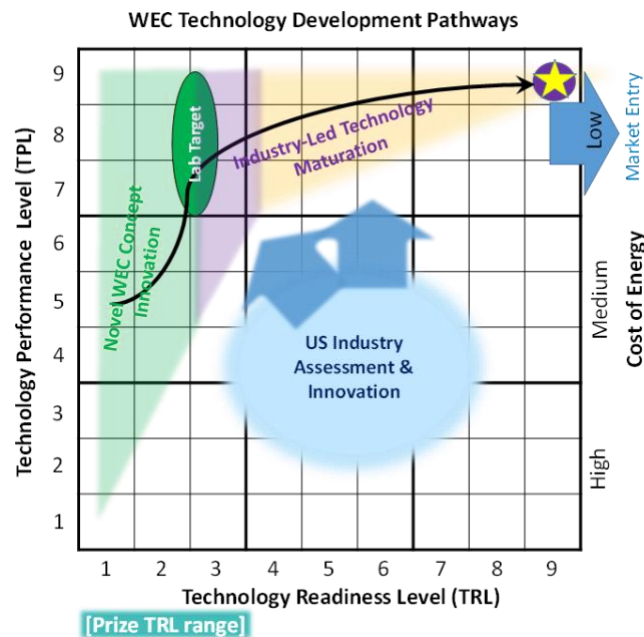 WEC Technology Development Pathways
Technology Performance Level (TPL)
9
8
7
6
5
4
3
2
1
Novel WEC Concept
Innovation
Lab Target
Industry-Led Technology
Maturation
US Industry
Assessment &
Innovation
Low
Medium
High
Market Entry
Cost of Energy
1 2 3 4 5 6 7 8 9
Technology Readiness Level (TRL)
[Prize TRL range]